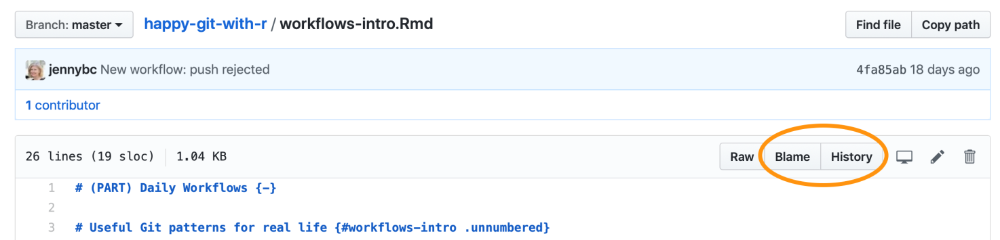 Branch: master happy-git-with-r / workflows-intro.Rmd Find file Copy path
jennybc New workflow: push rejected 4fa85ab 18 days ago
1 contributor
26 lines (19 sloc) 1.04 KB Raw Blame History
1 # (PART) Daily Workflows {-}
2
3 # Useful Git patterns for real life {#workflows-intro .unnumbered}